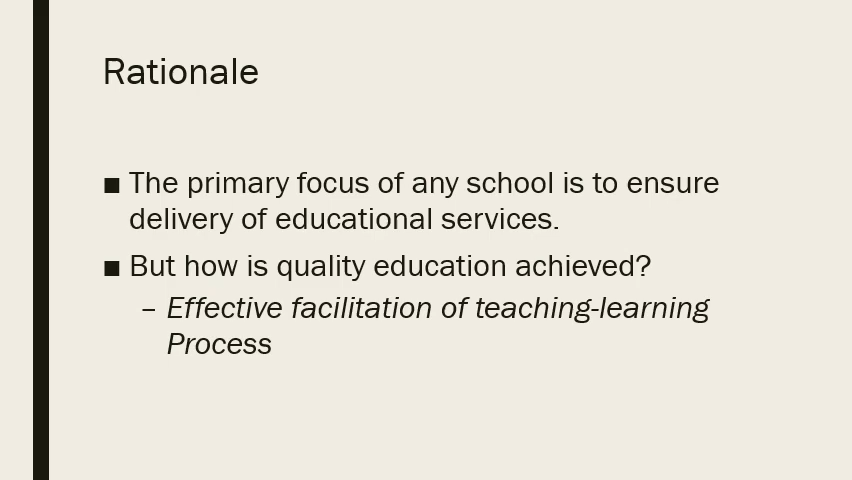 Rationale
■ The primary focus of any school is to ensure
delivery of educational services.
■ But how is quality education achieved?
– Effective facilitation of teaching-learning
Process